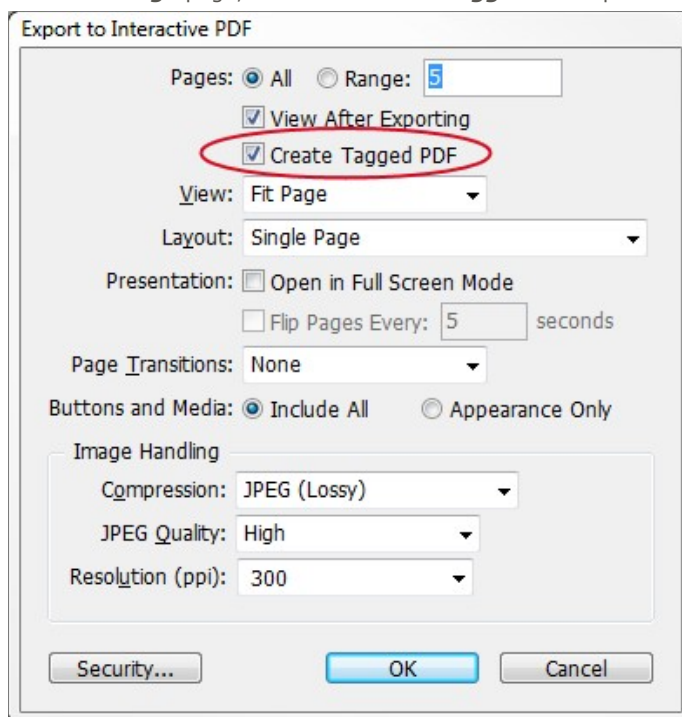 Export to Interactive PDF
Pages: All Range: 5
View After Exporting
Create Tagged PDF
View: Fit Page
Layout: Single Page
Presentation: Open in Full Screen Mode
Flip Pages Every: 5 seconds
Page Transitions: None
Buttons and Media: Include All Appearance Only
Image Handling
Compression: JPEG (Lossy)
JPEG Quality: High
Resolution (ppi): 300
Security... OK Cancel